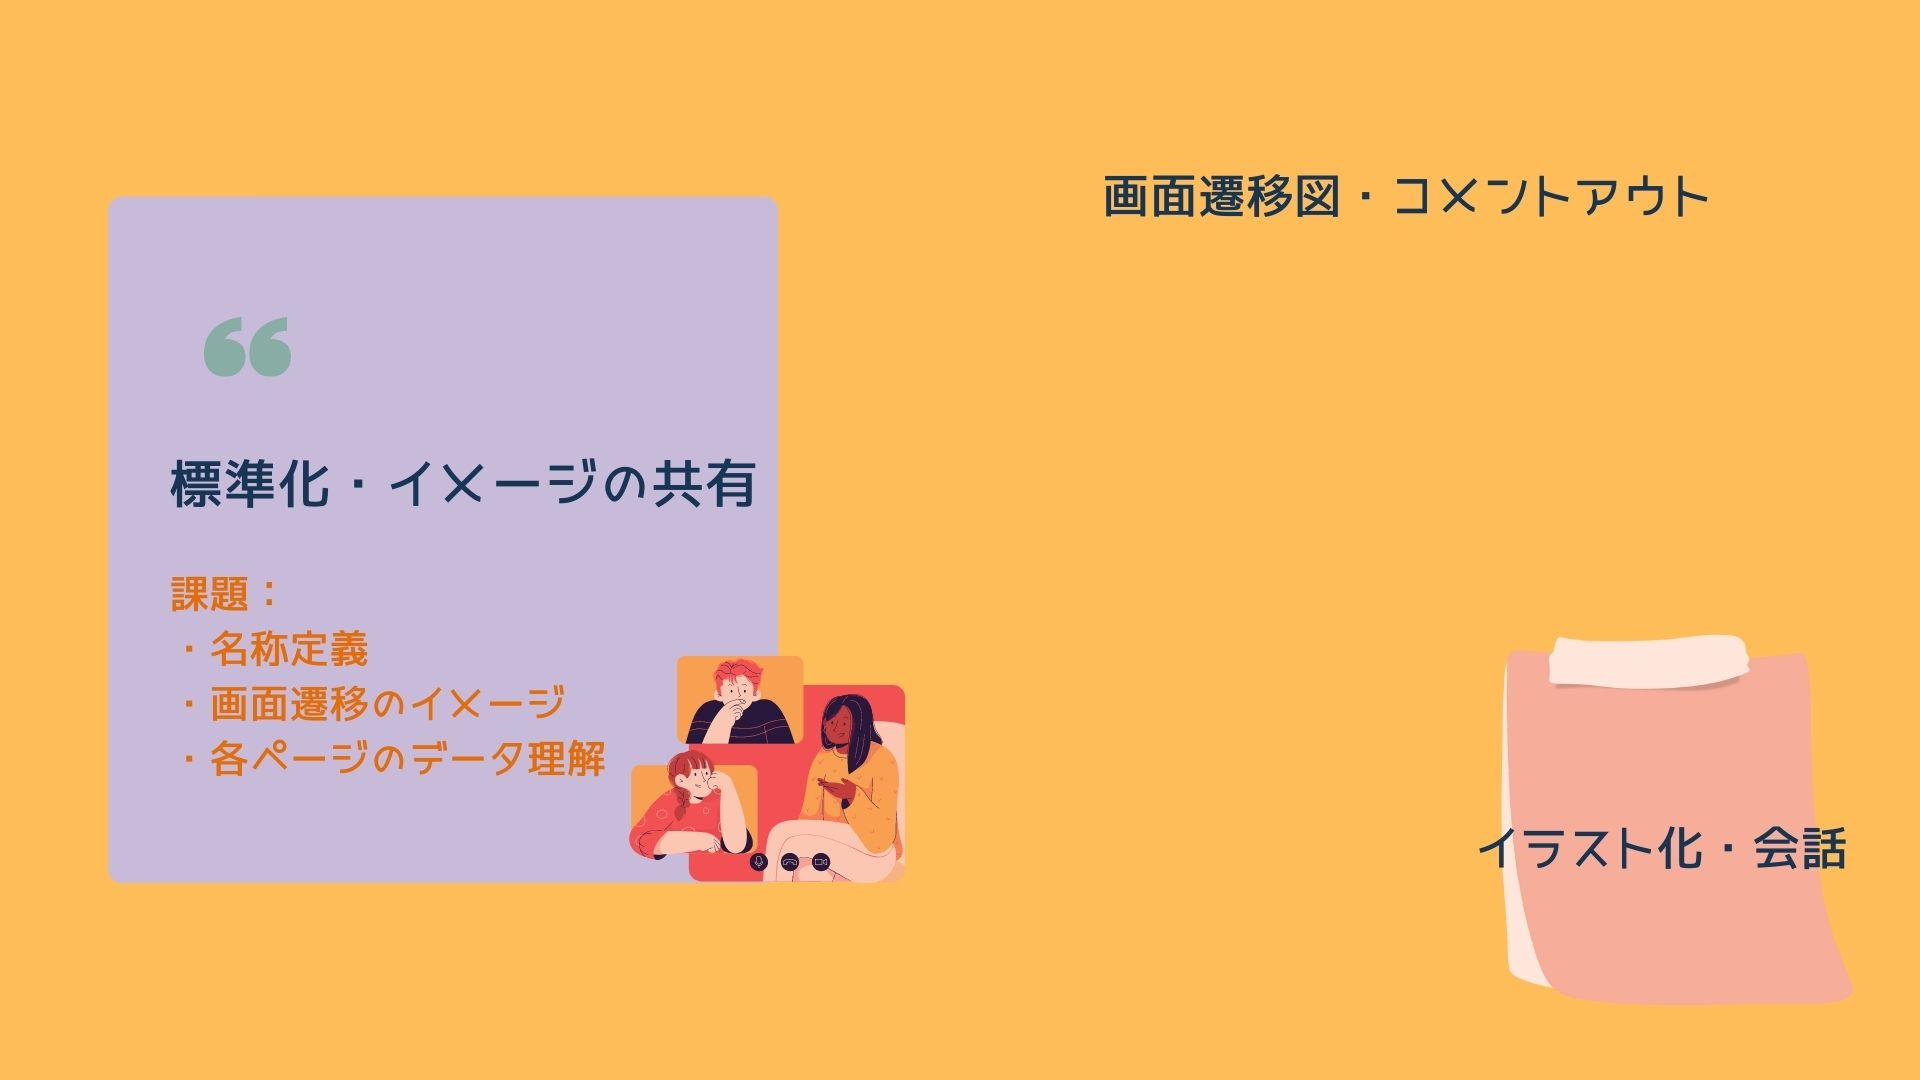 標準化・イメージの共有
課題：
・名称定義
・画面遷移のイメージ
・各ページのデータ理解
画面遷移図・コメントアウト
イラスト化・会話